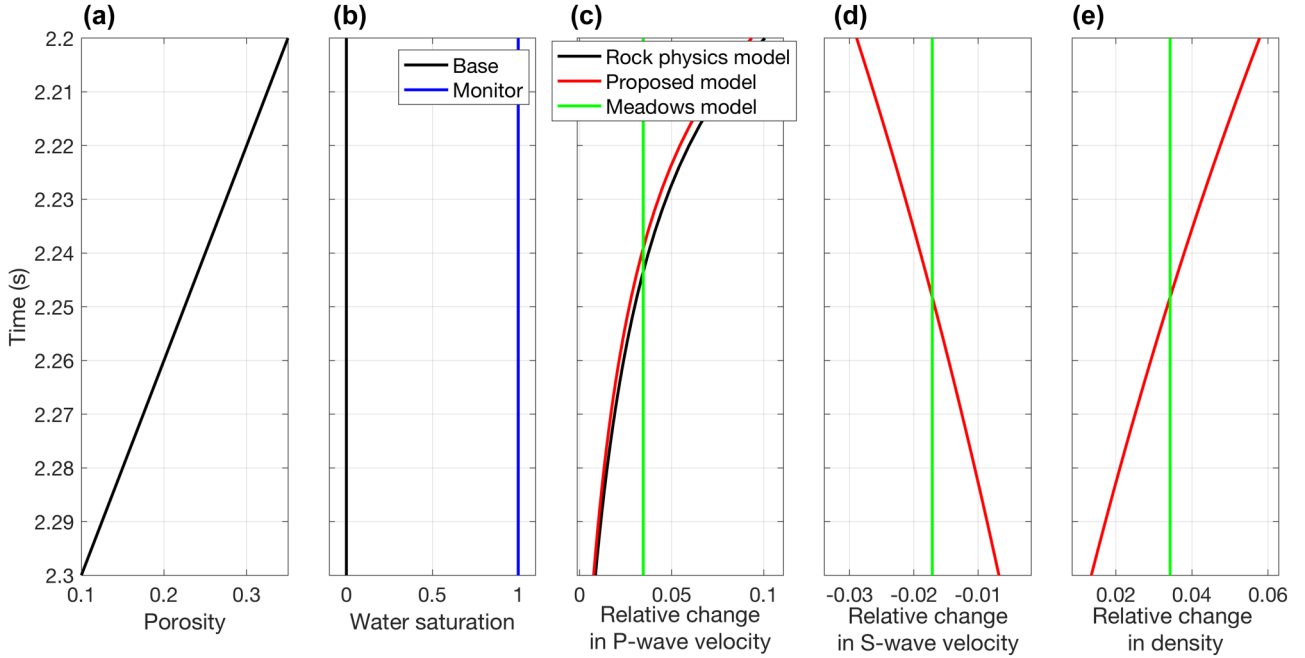 (a)
(b)
(c)
(d)
(e)
2.2
2.21
2.22
2.23
2.24
2.25
2.26
2.27
2.28
2.29
2.3
Time (s)
0.1
0.2
0.3
Porosity
Base
Monitor
0
0.5
1
Water saturation
Rock physics model
Proposed model
Meadows model
0
0.05
0.1
Relative change
in P-wave velocity
-0.03
-0.02
-0.01
Relative change
in S-wave velocity
0.02
0.04
0.06
Relative change
in density